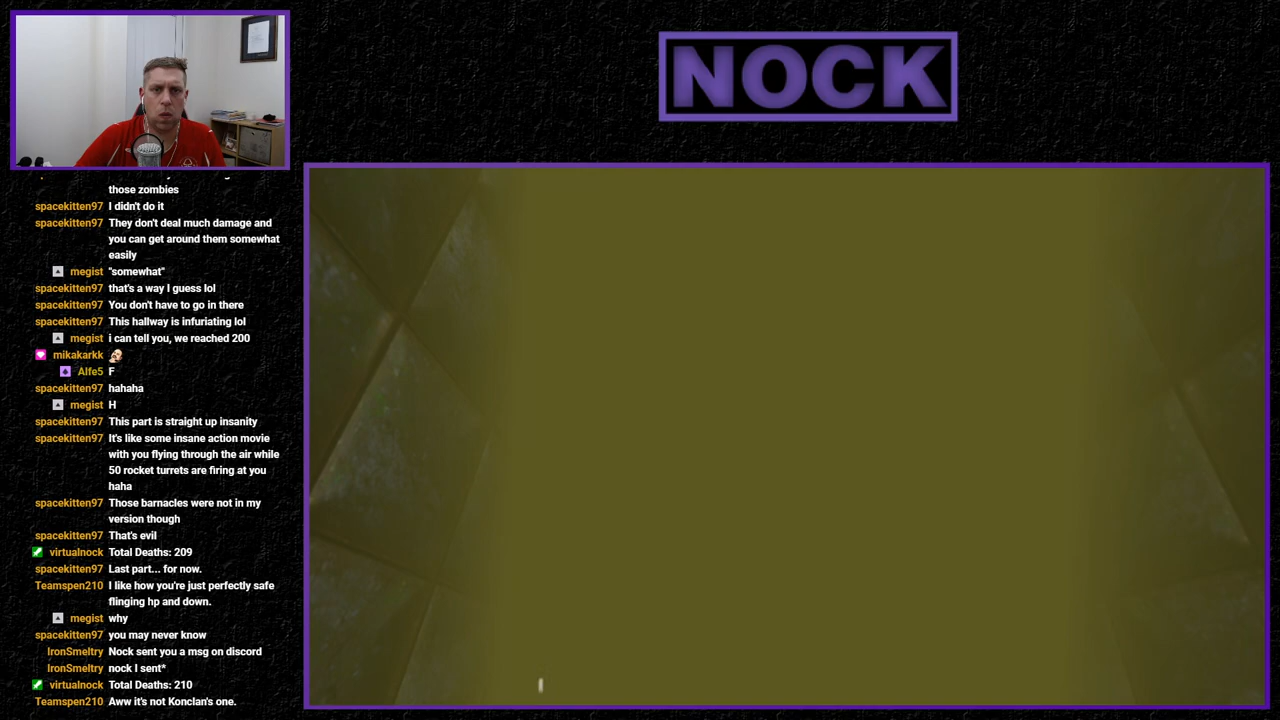 NOCK
those zombies
spacekitten97 I didn't do it
spacekitten97 They don't deal much damage and
you can get around them somewhat
easily
megist "somewhat"
spacekitten97 that's a way I guess lol
spacekitten97 You don't have to go in there
spacekitten97 This hallway is infuriating lol
megist i can tell you, we reached 200
mikakarkk
Alfe5 F
spacekitten97 hahaha
megist H
spacekitten97 This part is straight up insanity
spacekitten97 It's like some insane action movie
with you flying through the air while
50 rocket turrets are firing at you
haha
spacekitten97 Those barnacles were not in my
version though
spacekitten97 That's evil
virtualnock Total Deaths: 209
spacekitten97 Last part... for now.
Teamspen210 I like how you're just perfectly safe
flinging hp and down.
megist why
spacekitten97 you may never know
IronSmeltry Nock sent you a msg on discord
IronSmeltry nock I sent*
virtualnock Total Deaths: 210
Teamspen210 Aww it's not Konclan's one.